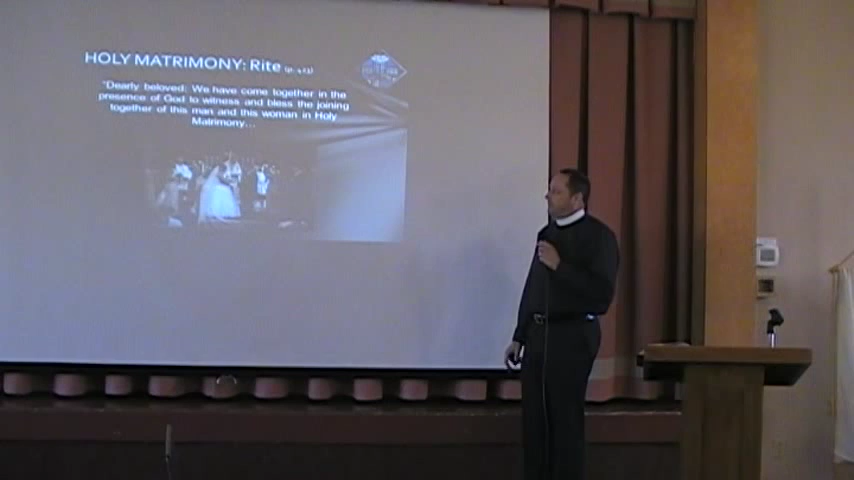 HOLY MATRIMONY: Rite (p. 423)
"Dearly beloved: We have come together in the
presence of God to witness and bless the joining
together of this man and this woman in Holy
Matrimony...